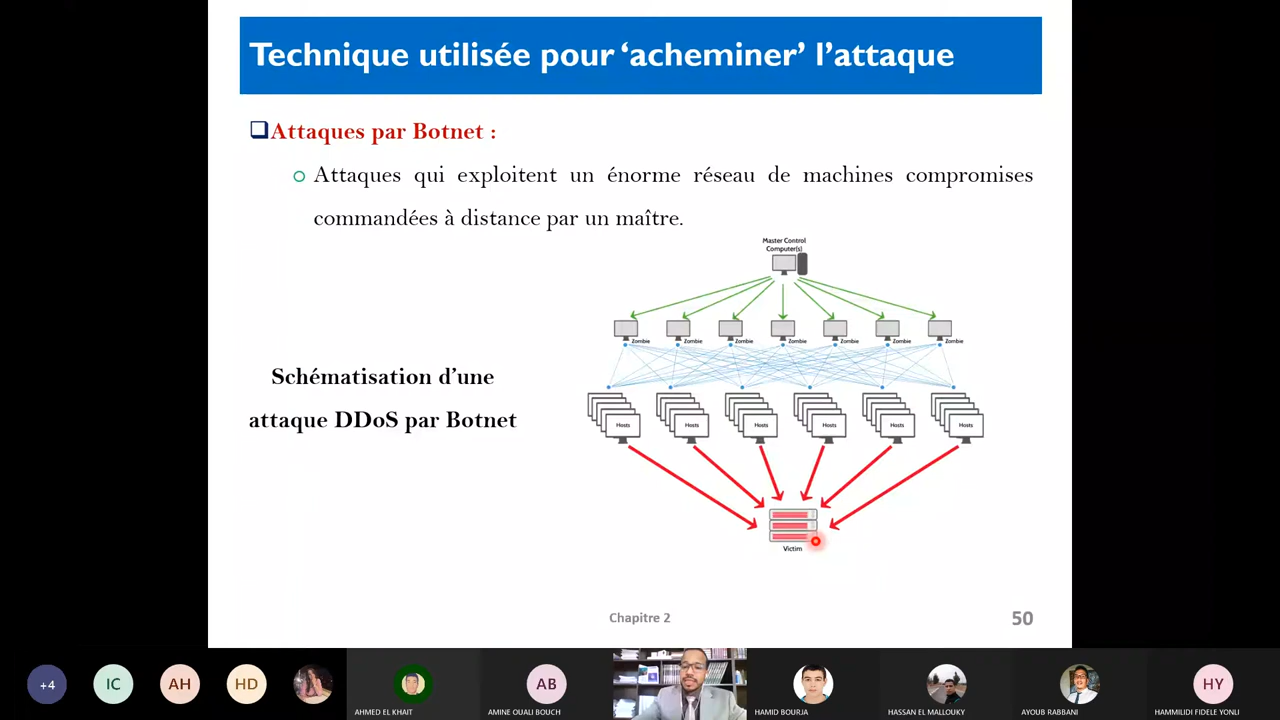 Technique utilisée pour ‘acheminer’ l’attaque
Attaques par Botnet :
Attaques qui exploitent un énorme réseau de machines compromises
commandées à distance par un maître.
Master Control
Computer(s)
Zombie Zombie Zombie Zombie Zombie Zombie Zombie
Schématisation d’une
attaque DDoS par Botnet
Hosts Hosts Hosts Hosts Hosts Hosts
Victim
Chapitre 2
50
+4 IC AH HD AB HY
AHMED EL KHAIT AMINE OUALI BOUCH HAMID BOURJA HASSAN EL MALLOUKY AYOUB RABBANI HAMMILIDI FIDELE YONLI